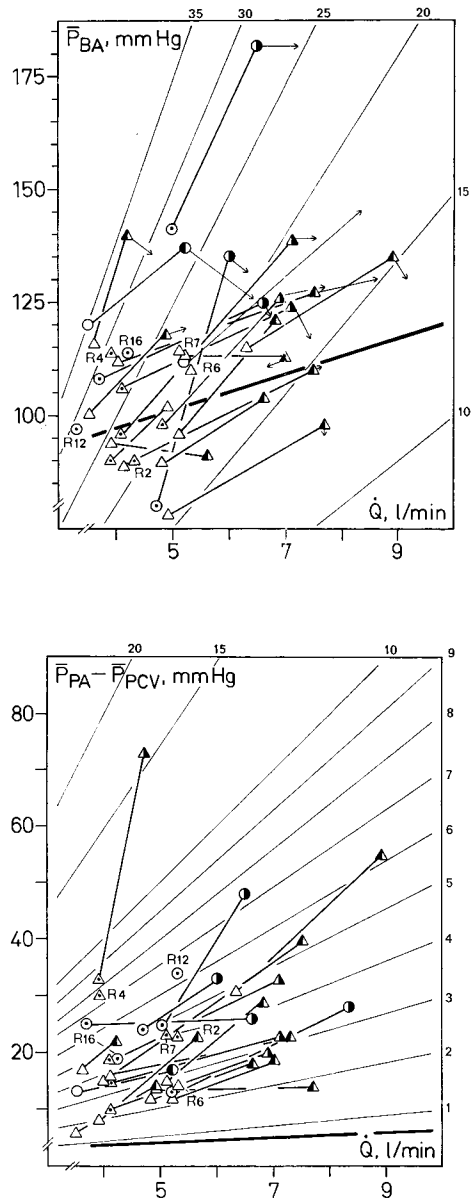 35 30 25 20
P̅BA, mm Hg
175
15
150
125
R4 R16 R7
R6
100
R12
R2
10
Q̇, l/min
5 7 9
20 15 10 9
P̅PA – P̅PCV, mm Hg
8
80
7
60
6
5
40
R12
4
R4
3
R16 R2
20
R7
2
R6
1
Q̇, l/min
5 7 9